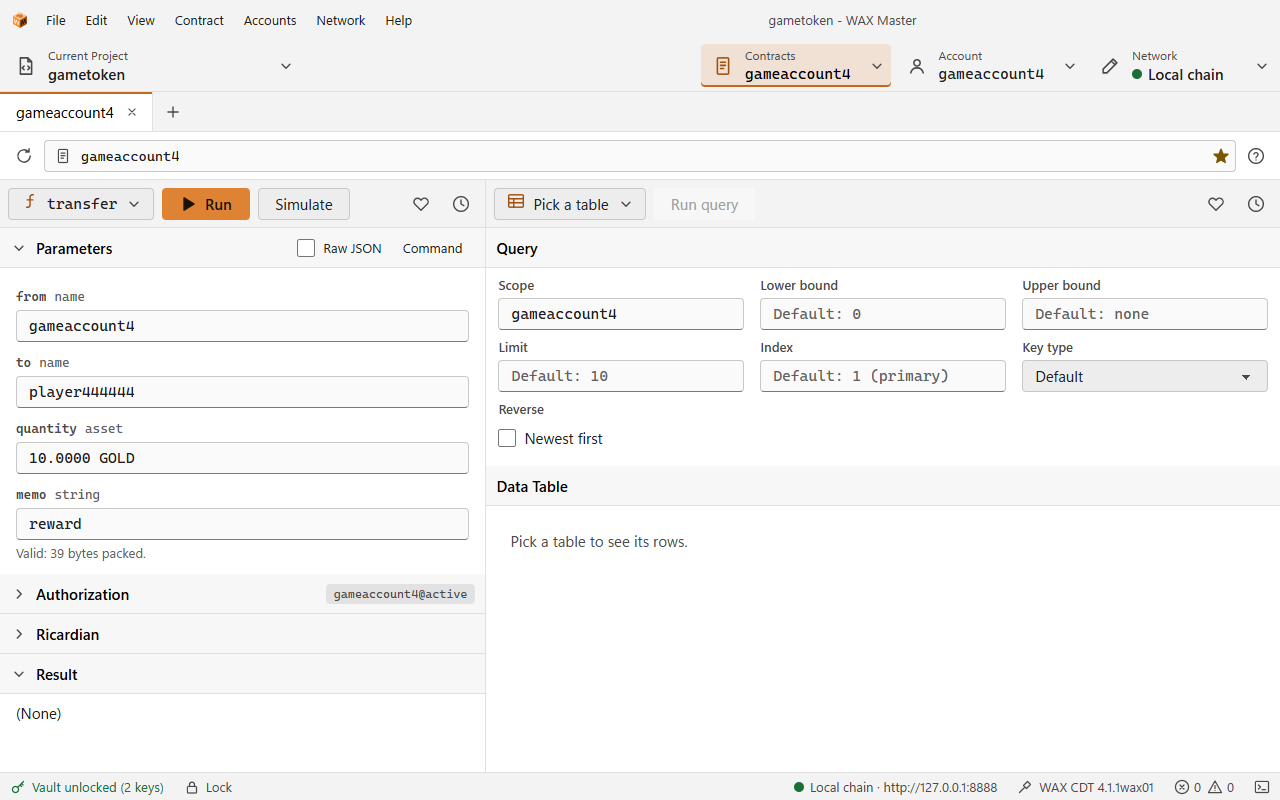 File Edit View Contract Accounts Network Help
gametoken - WAX Master
Current Project
gametoken
Contracts
gameaccount4
Account
gameaccount4
Network
Local chain
gameaccount4
gameaccount4
transfer
Run
Simulate
Pick a table
Run query
Parameters
Raw JSON
Command
from name
gameaccount4
to name
player444444
quantity asset
10.0000 GOLD
memo string
reward
Valid: 39 bytes packed.
Authorization
gameaccount4@active
Ricardian
Result
(None)
Query
Scope
gameaccount4
Lower bound
Default: 0
Upper bound
Default: none
Limit
Default: 10
Index
Default: 1 (primary)
Key type
Default
Reverse
Newest first
Data Table
Pick a table to see its rows.
Vault unlocked (2 keys)
Lock
Local chain · http://127.0.0.1:8888
WAX CDT 4.1.1wax01
0
0